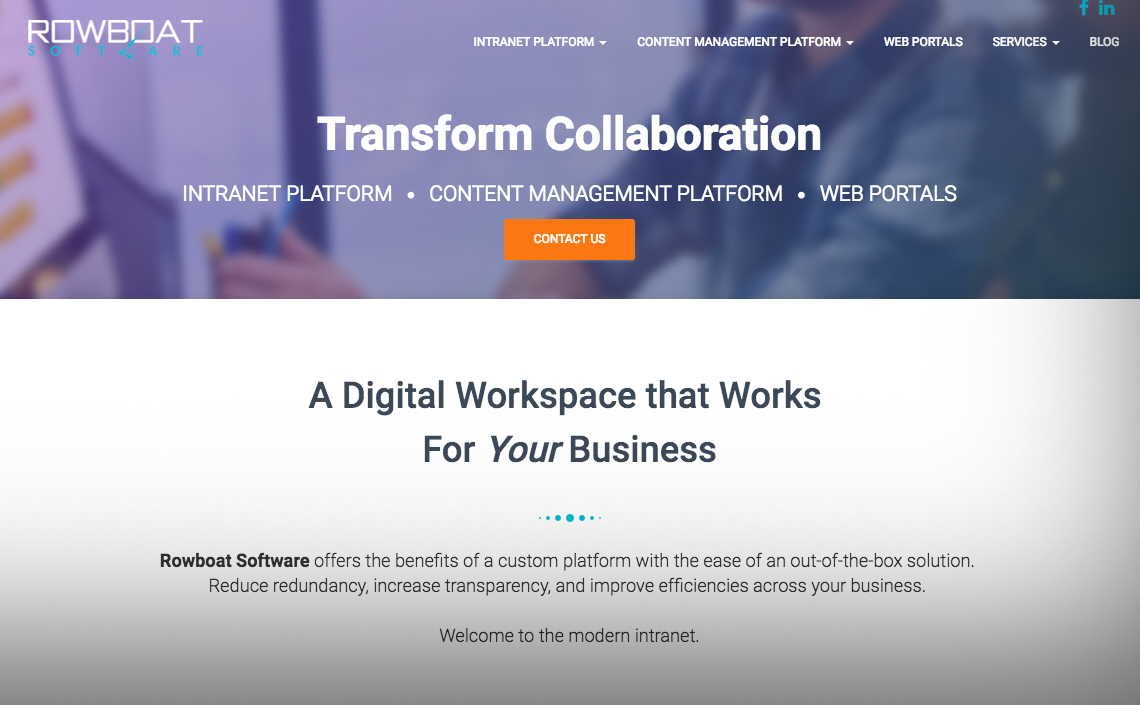 ROWBOAT
SOFTWARE
f in
INTRANET PLATFORM
CONTENT MANAGEMENT PLATFORM
WEB PORTALS
SERVICES
BLOG
Transform Collaboration
INTRANET PLATFORM • CONTENT MANAGEMENT PLATFORM • WEB PORTALS
CONTACT US
A Digital Workspace that Works
For Your Business
Rowboat Software offers the benefits of a custom platform with the ease of an out-of-the-box solution.
Reduce redundancy, increase transparency, and improve efficiencies across your business.
Welcome to the modern intranet.